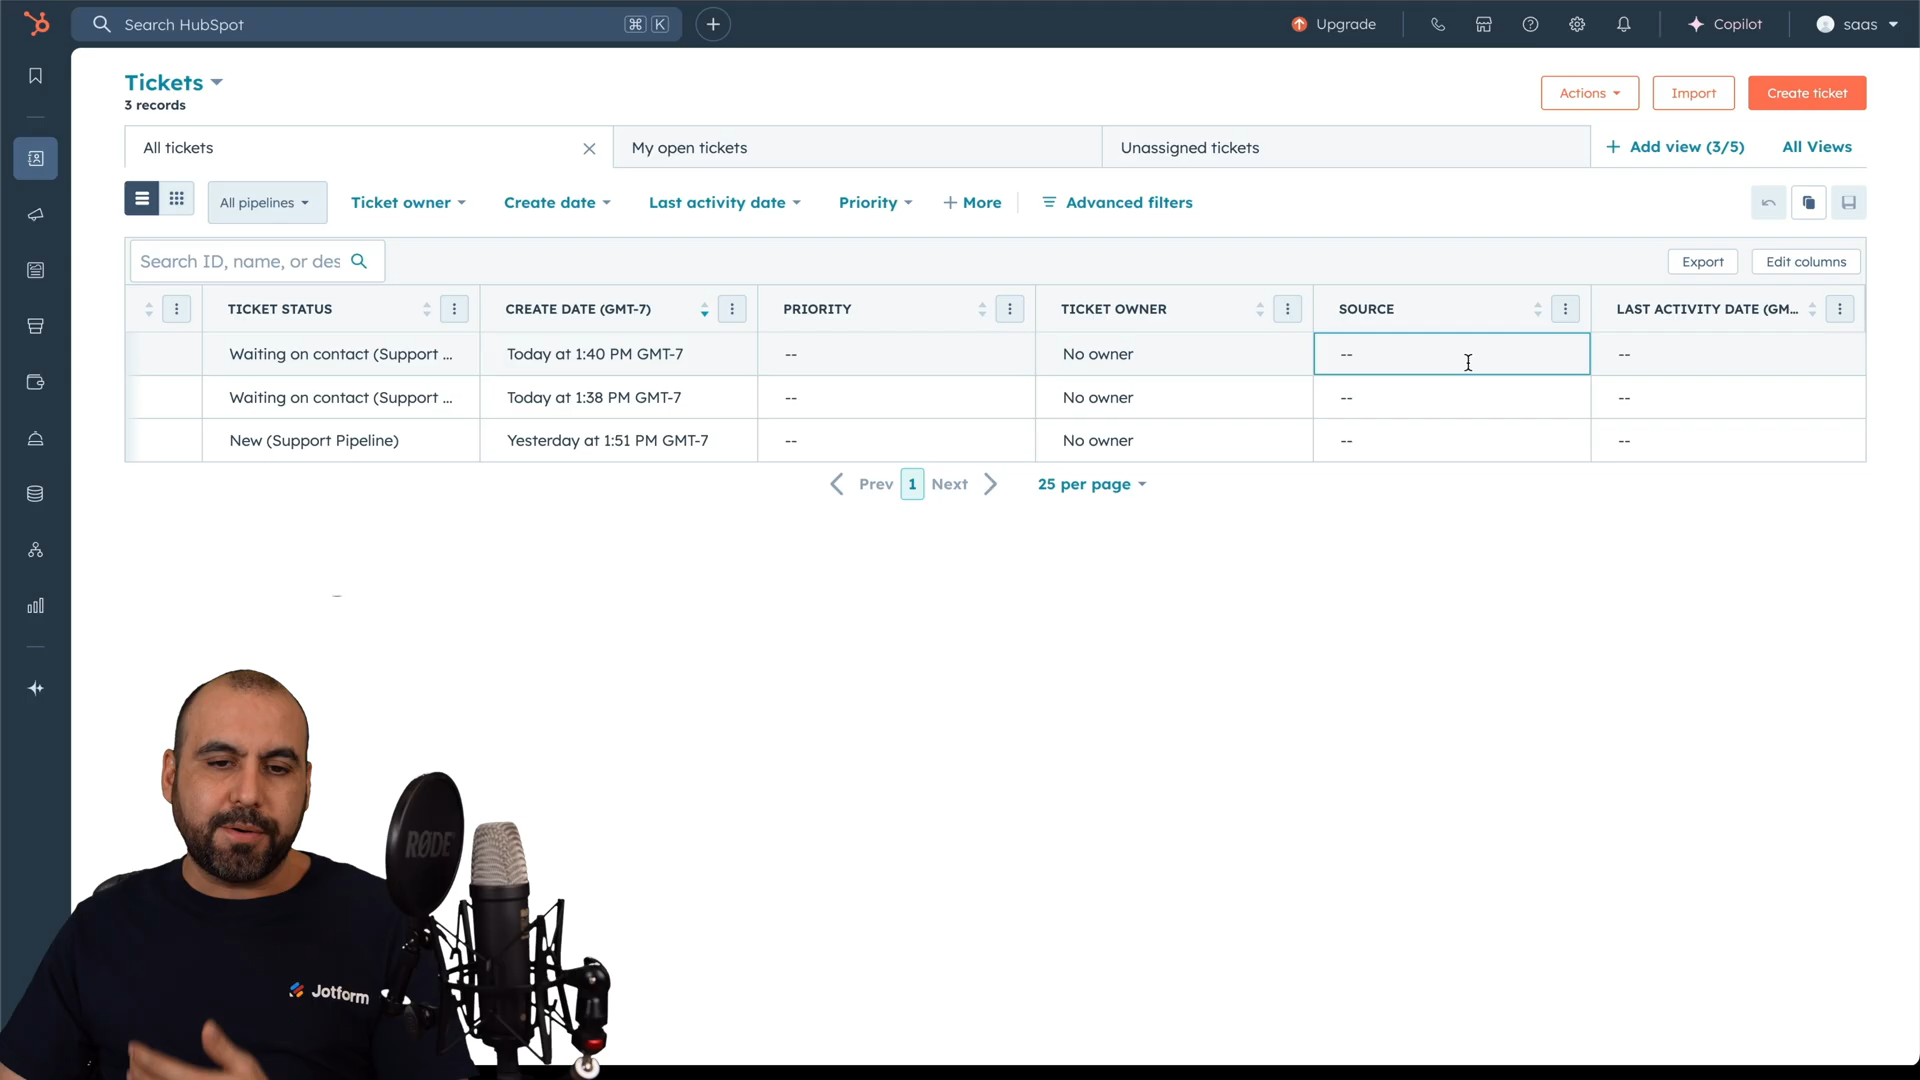 Search HubSpot
⌘ K
Upgrade
Copilot
saas
Tickets
3 records
Actions
Import
Create ticket
All tickets
My open tickets
Unassigned tickets
Add view (3/5)
All Views
All pipelines
Ticket owner
Create date
Last activity date
Priority
More
Advanced filters
Search ID, name, or des
Export
Edit columns
TICKET STATUS
CREATE DATE (GMT-7)
PRIORITY
TICKET OWNER
SOURCE
LAST ACTIVITY DATE (GM...
Waiting on contact (Support ...
Today at 1:40 PM GMT-7
--
No owner
--
--
Waiting on contact (Support ...
Today at 1:38 PM GMT-7
--
No owner
--
--
New (Support Pipeline)
Yesterday at 1:51 PM GMT-7
--
No owner
--
--
Prev
1
Next
25 per page
RØDE
Jotform